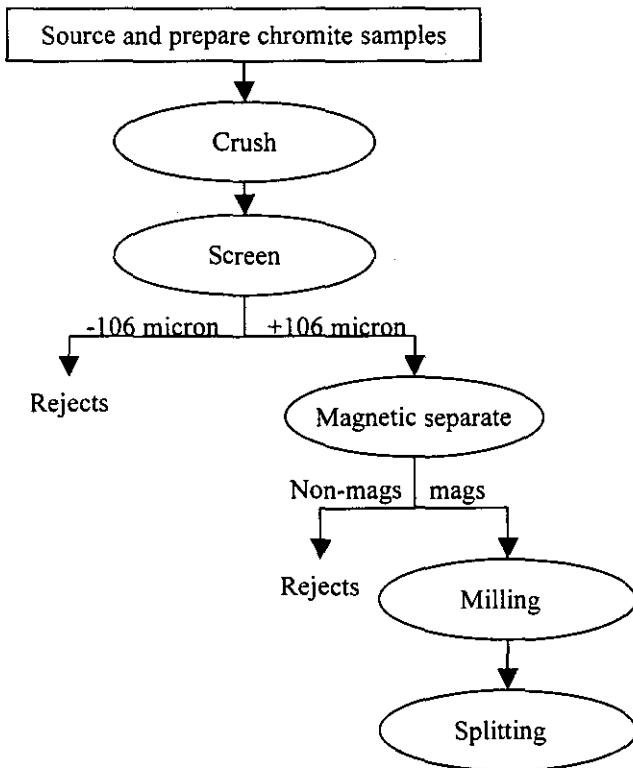 Source and prepare chromite samples
Crush
Screen
-106 micron
+106 micron
Rejects
Magnetic separate
Non-mags
mags
Rejects
Milling
Splitting